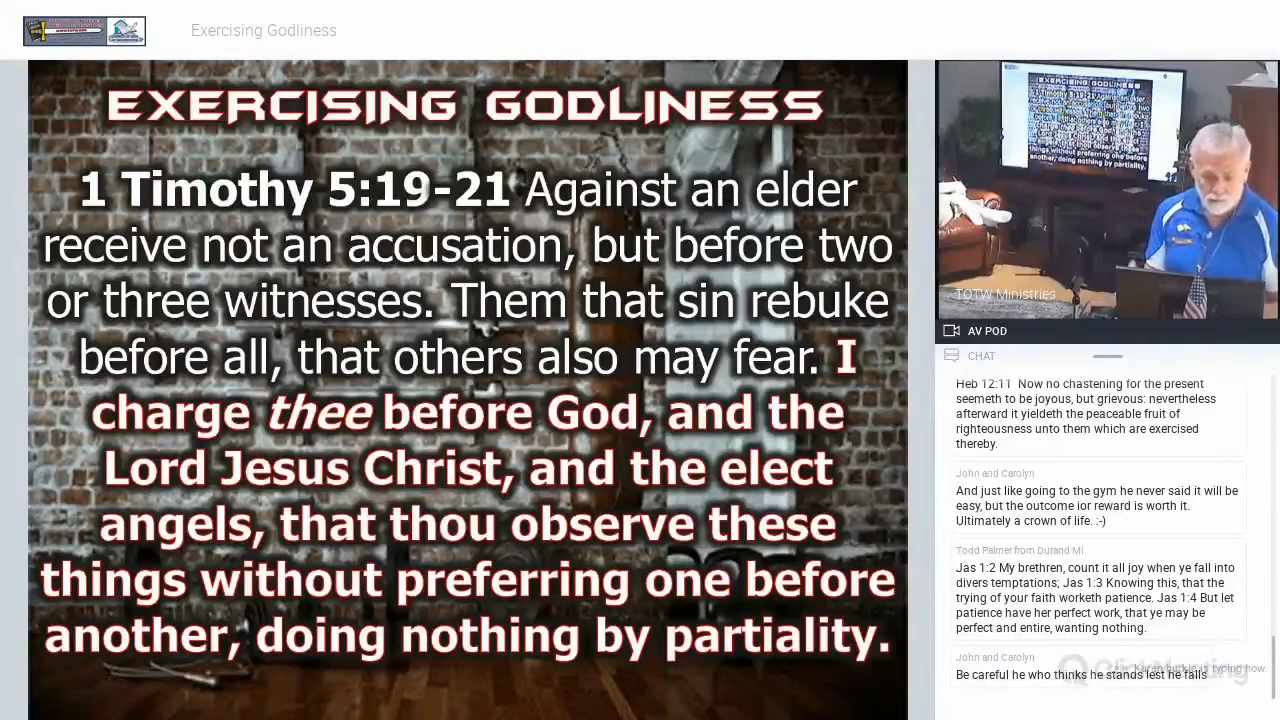 Exercising Godliness
EXERCISING GODLINESS
1 Timothy 5:19-21 Against an elder
receive not an accusation, but before two
or three witnesses. Them that sin rebuke
before all, that others also may fear. I
charge thee before God, and the
Lord Jesus Christ, and the elect
angels, that thou observe these
things without preferring one before
another, doing nothing by partiality.
EXERCISING GODLINESS
TOTW Ministries
AV POD
CHAT
Heb 12:11 Now no chastening for the present
seemeth to be joyous, but grievous: nevertheless
afterward it yieldeth the peaceable fruit of
righteousness unto them which are exercised
thereby.
John and Carolyn
And just like going to the gym he never said it will be
easy, but the outcome ior reward is worth it.
Ultimately a crown of life. :-)
Todd Palmer from Durand MI.
Jas 1:2 My brethren, count it all joy when ye fall into
divers temptations; Jas 1:3 Knowing this, that the
trying of your faith worketh patience. Jas 1:4 But let
patience have her perfect work, that ye may be
perfect and entire, wanting nothing.
John and Carolyn
Be careful he who thinks he stands lest he falls
is typing now